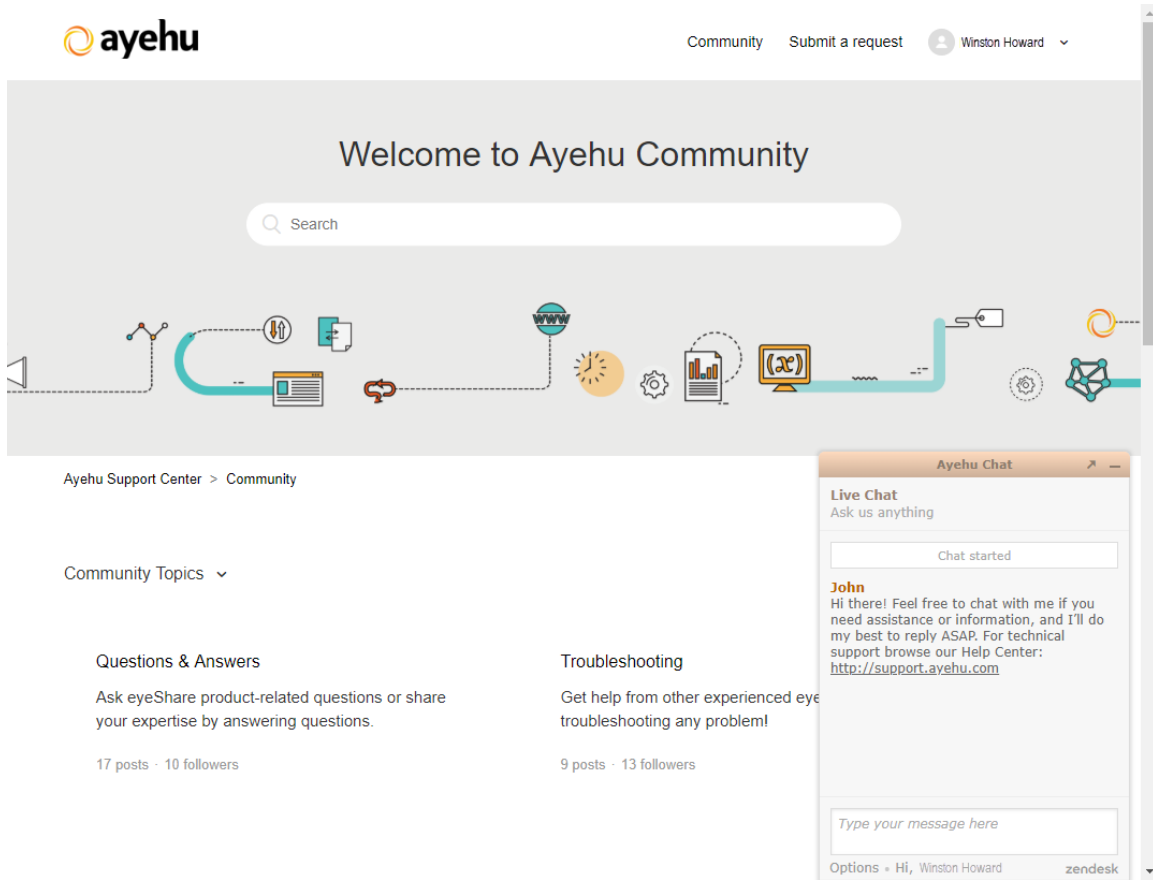 ayehu
Community Submit a request Winston Howard
Welcome to Ayehu Community
Search
www
(x)
Ayehu Support Center > Community
Community Topics
Questions & Answers
Ask eyeShare product-related questions or share
your expertise by answering questions.
17 posts · 10 followers
Troubleshooting
Get help from other experienced eye
troubleshooting any problem!
9 posts · 13 followers
Ayehu Chat
Live Chat
Ask us anything
Chat started
John
Hi there! Feel free to chat with me if you
need assistance or information, and I'll do
my best to reply ASAP. For technical
support browse our Help Center:
http://support.ayehu.com
Type your message here
Options • Hi, Winston Howard zendesk